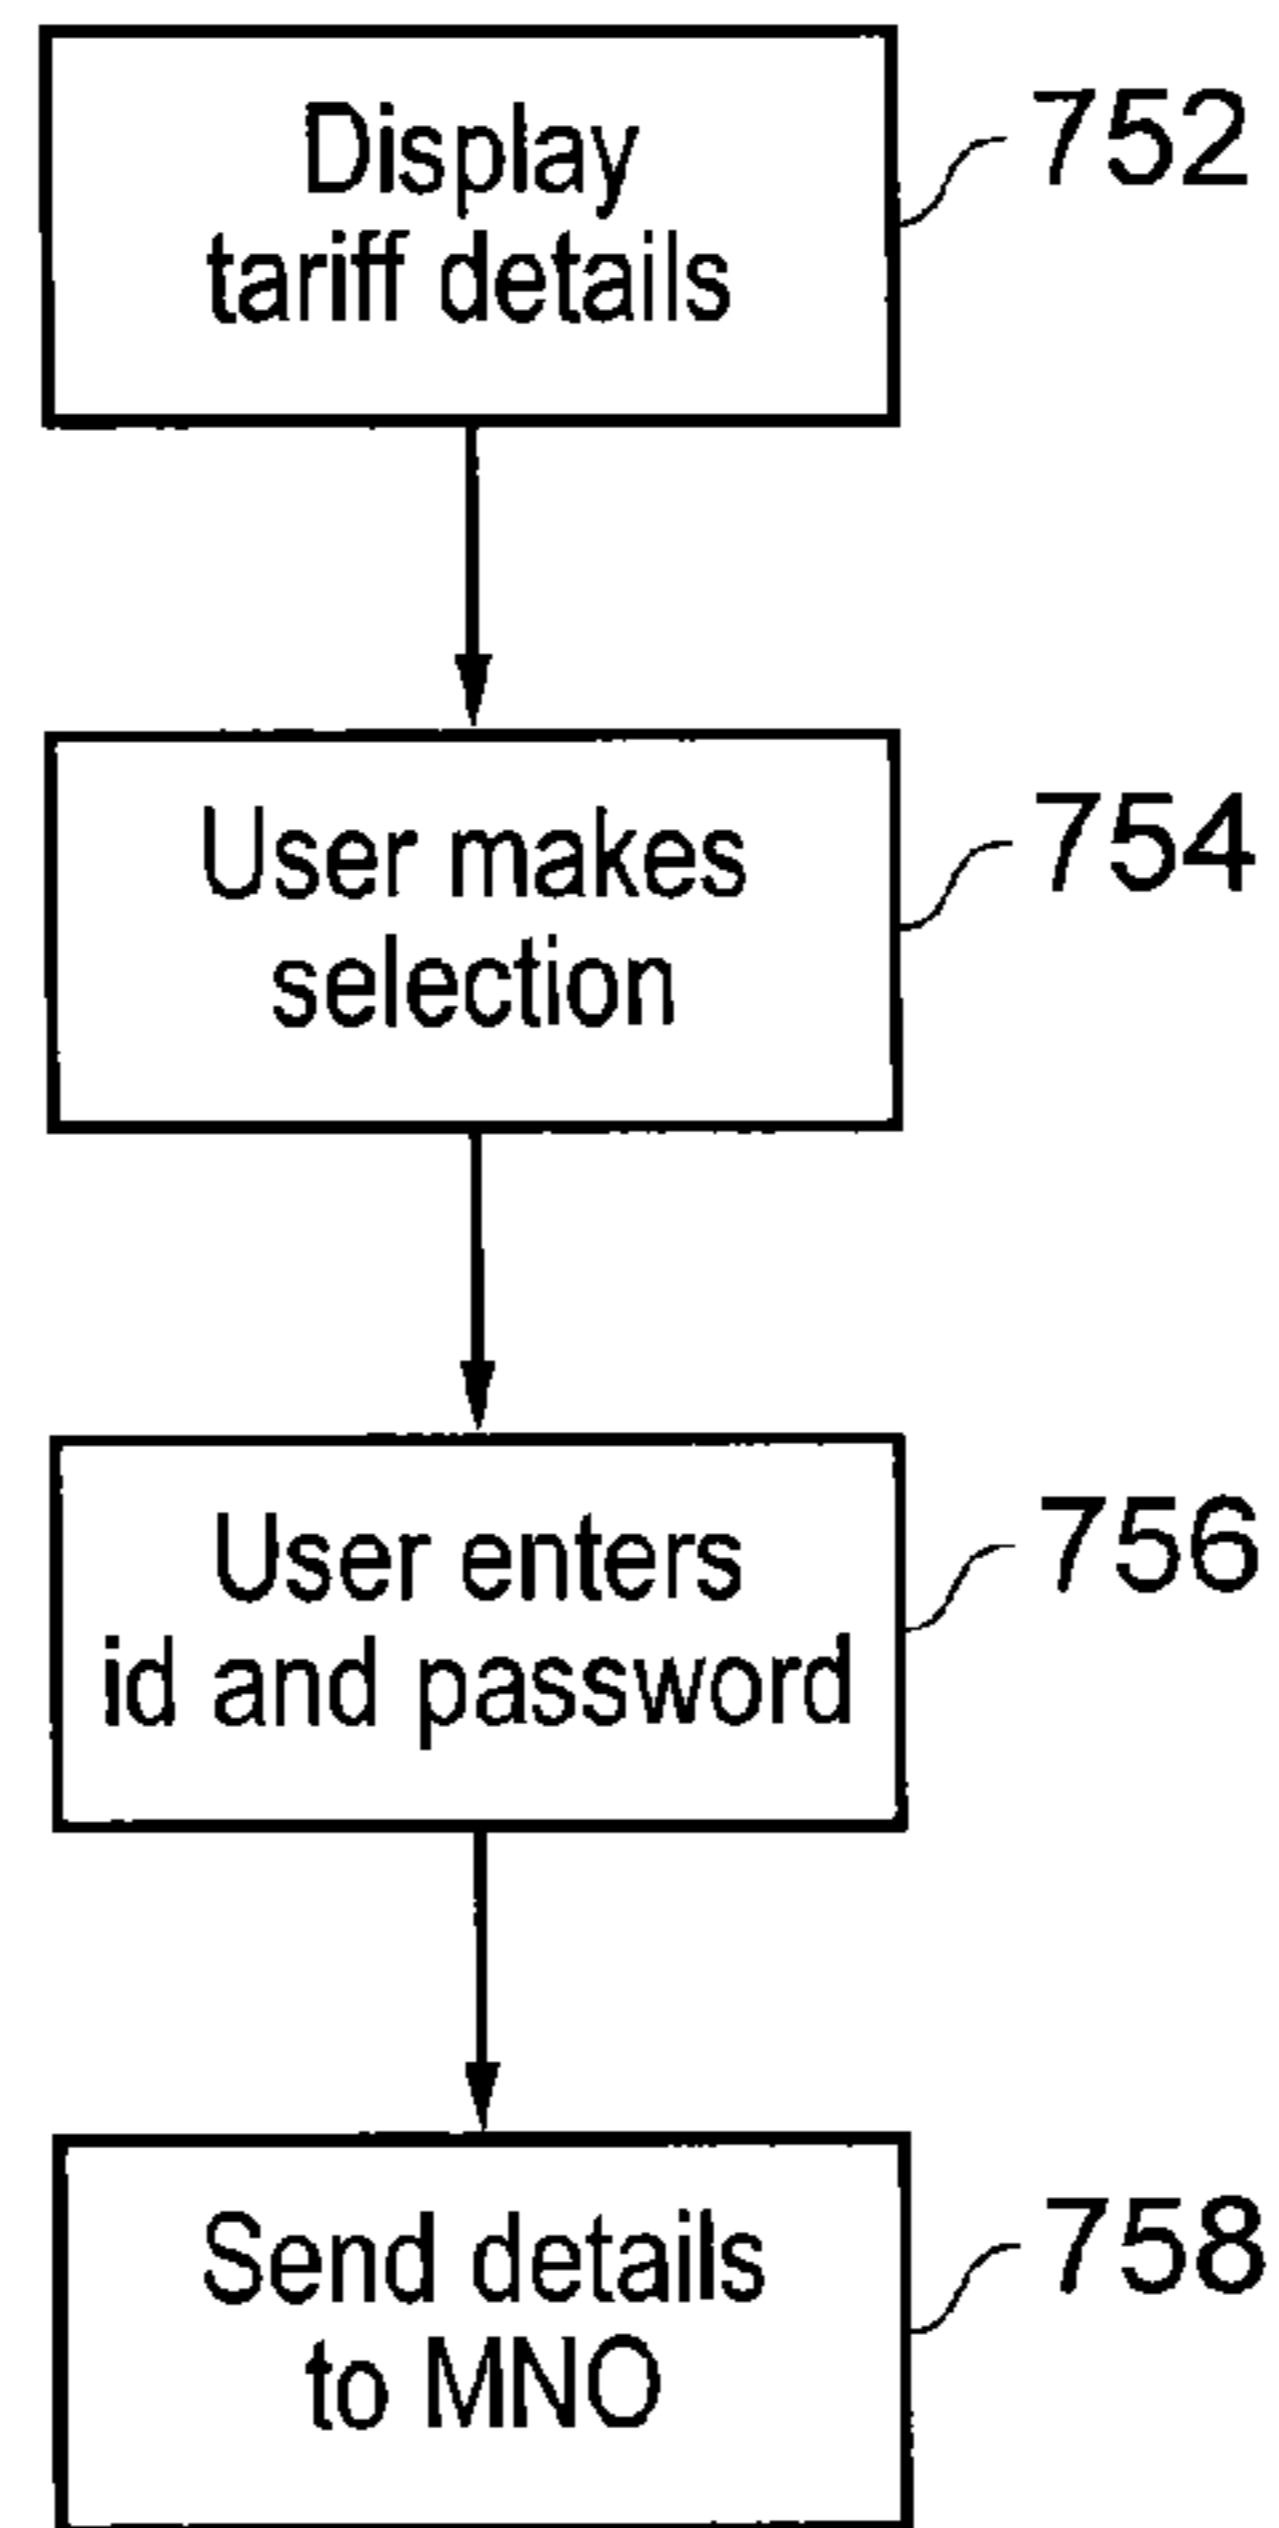 Display
tariff details
752
User makes
selection
754
User enters
id and password
756
Send details
to MNO
758